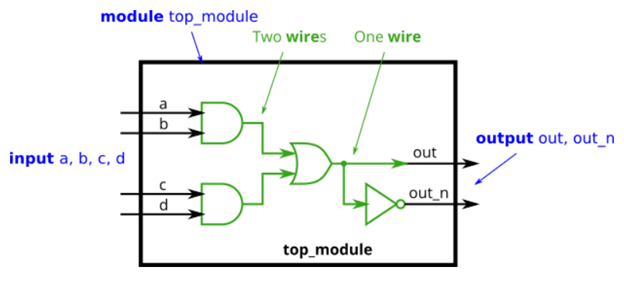 module top_module
Two wires
One wire
a
b
input a, b, c, d
c
d
out
output out, out_n
out_n
top_module